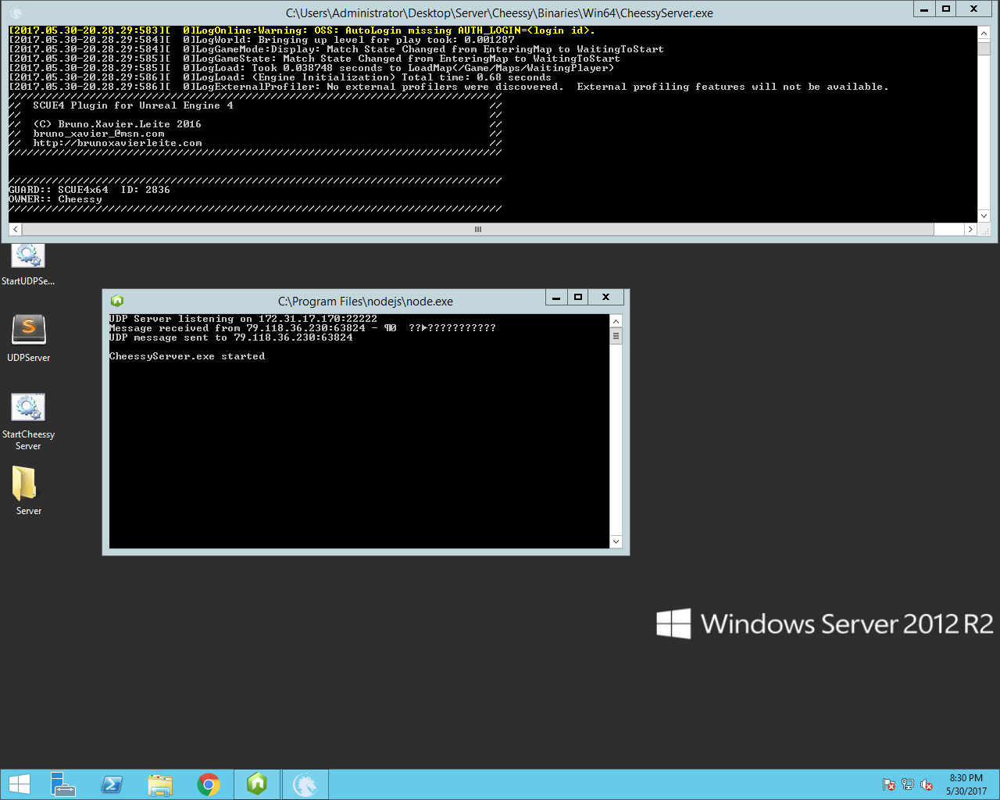 C:\Users\Administrator\Desktop\Server\Cheessy\Binaries\Win64\CheessyServer.exe
[2017.05.30-20.28.29:583][  0]LogOnline:Warning: OSS: AutoLogin missing AUTH_LOGIN=<login id>.
[2017.05.30-20.28.29:584][  0]LogWorld: Bringing up level for play took: 0.001287
[2017.05.30-20.28.29:584][  0]LogGameMode:Display: Match State Changed from EnteringMap to WaitingToStart
[2017.05.30-20.28.29:585][  0]LogGameState: Match State Changed from EnteringMap to WaitingToStart
[2017.05.30-20.28.29:585][  0]LogLoad: Took 0.038748 seconds to LoadMap(/Game/Maps/WaitingPlayer)
[2017.05.30-20.28.29:586][  0]LogLoad: (Engine Initialization) Total time: 0.68 seconds
[2017.05.30-20.28.29:586][  0]LogExternalProfiler: No external profilers were discovered.  External profiling features will not be available.
///////////////////////////////////////////////////////////////////////////////
//  SCUE4 Plugin for Unreal Engine 4                                         //
//                                                                           //
//  (C) Bruno.Xavier.Leite 2016                                              //
//  bruno_xavier_@msn.com                                                    //
//  http://brunoxavierleite.com                                              //
///////////////////////////////////////////////////////////////////////////////
///////////////////////////////////////////////////////////////////////////////
GUARD:: SCUE4x64  ID: 2836
OWNER:: Cheessy
///////////////////////////////////////////////////////////////////////////////
StartUDPSe...
UDPServer
StartCheessy
Server
Server
C:\Program Files\nodejs\node.exe
UDP Server listening on 172.31.17.170:22222
Message received from 79.118.36.230:63824 - ¶0  ??►???????????
UDP message sent to 79.118.36.230:63824
CheessyServer.exe started
Windows Server 2012 R2
8:30 PM
5/30/2017